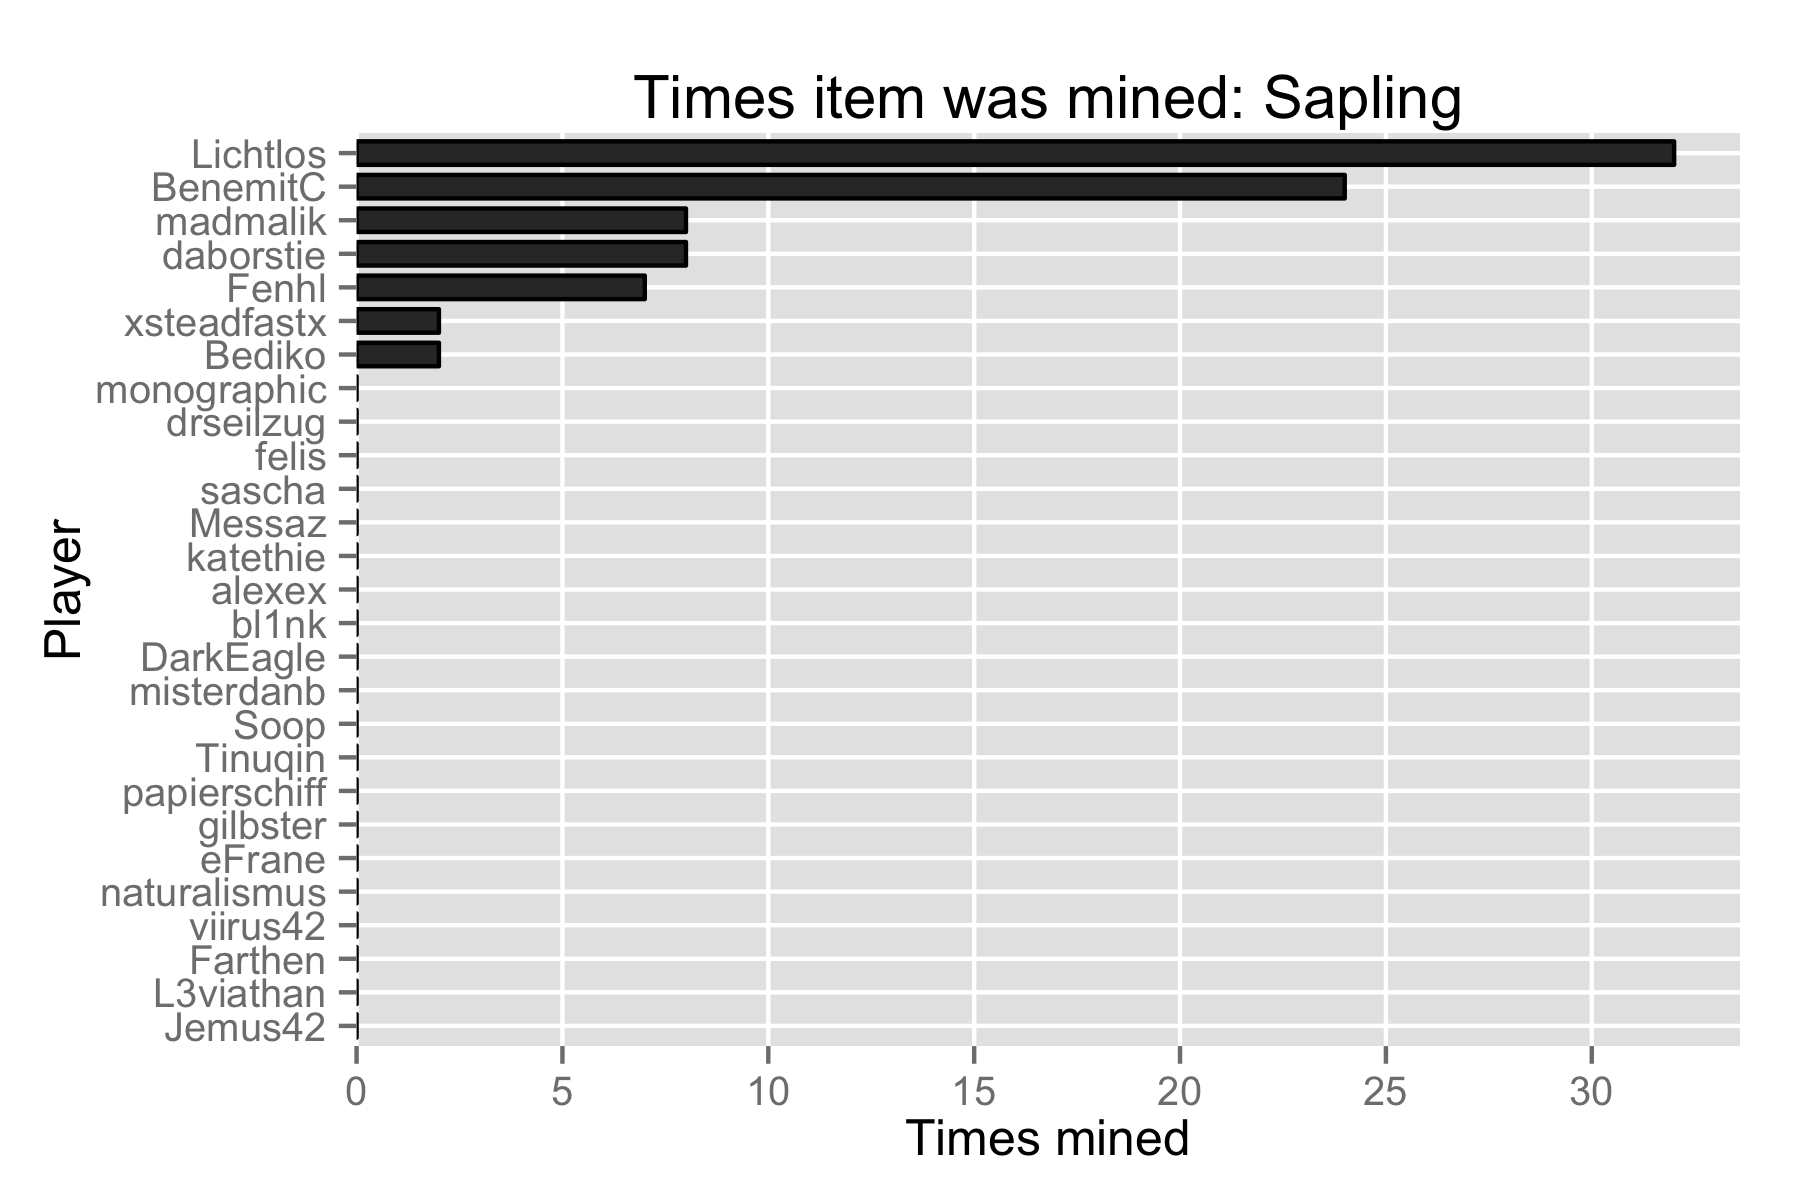 Times item was mined: Sapling
Lichtlos
BenemitC
madmalik
daborstie
Fenhl
xsteadfastx
Bediko
monographic
drseilzug
felis
sascha
Messaz
katethie
alexex
bl1nk
DarkEagle
misterdanb
Soop
Tinuqin
papierschiff
gilbster
eFrane
naturalismus
viirus42
Farthen
L3viathan
Jemus42
Player
0 5 10 15 20 25 30
Times mined